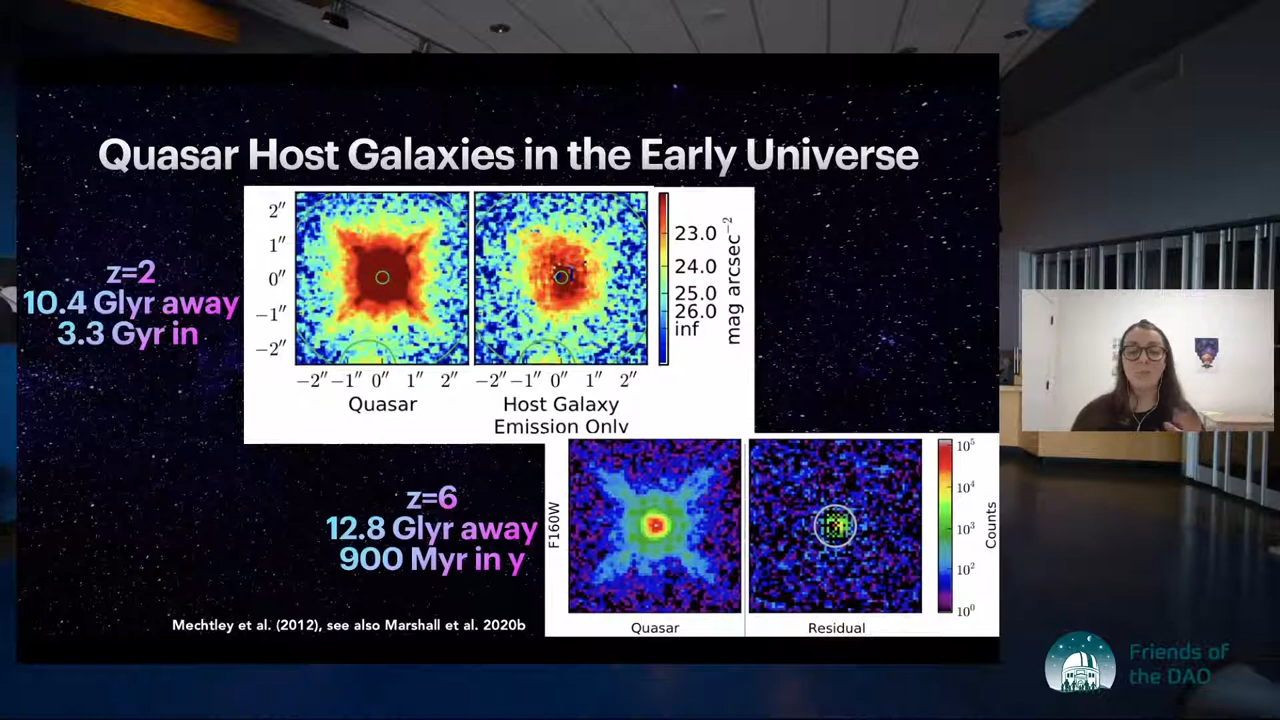 Quasar Host Galaxies in the Early Universe
z=2
10.4 Glyr away
3.3 Gyr in
2″
1″
0″
−1″
−2″
−2″ −1″ 0″ 1″ 2″
−2″ −1″ 0″ 1″ 2″
Quasar
Host Galaxy
Emission Only
23.0
24.0
25.0
26.0
inf
mag arcsec⁻²
z=6
12.8 Glyr away
900 Myr in y
F160W
Quasar
Residual
10⁵
10⁴
10³
10²
10⁰
Counts
Mechtley et al. (2012), see also Marshall et al. 2020b
Friends of
the DAO